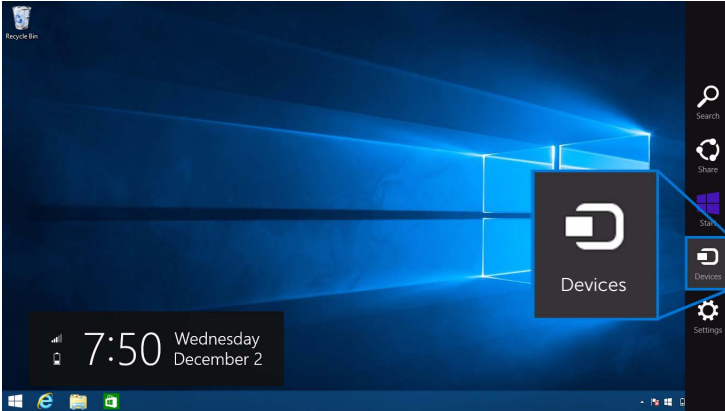 Recycle Bin
Search
Share
Start
Devices
Devices
Settings
7:50
Wednesday
December 2